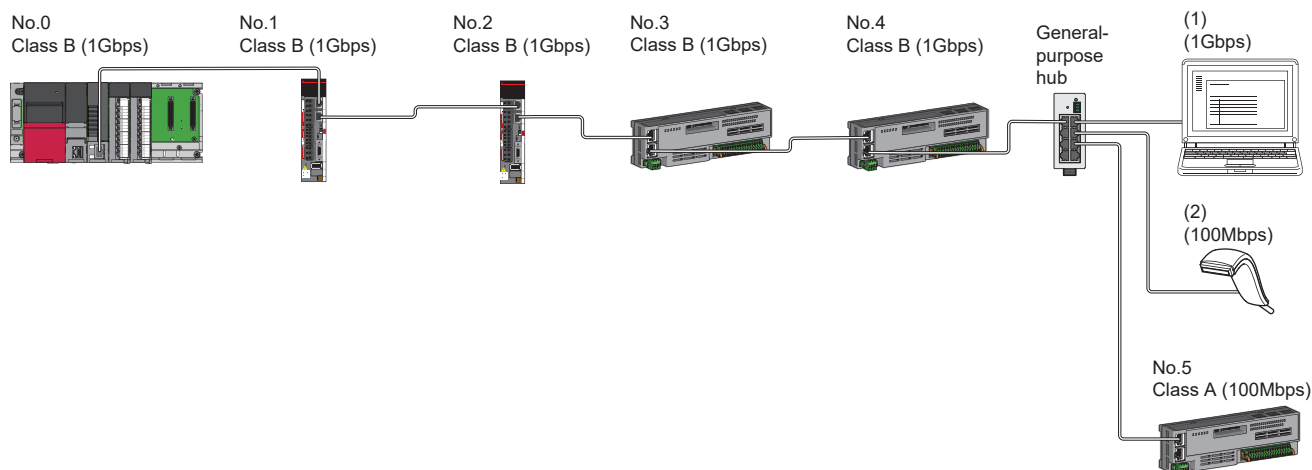 No.0
Class B (1Gbps)
No.1
Class B (1Gbps)
No.2
Class B (1Gbps)
No.3
Class B (1Gbps)
No.4
Class B (1Gbps)
General-
purpose
hub
(1)
(1Gbps)
(2)
(100Mbps)
No.5
Class A (100Mbps)